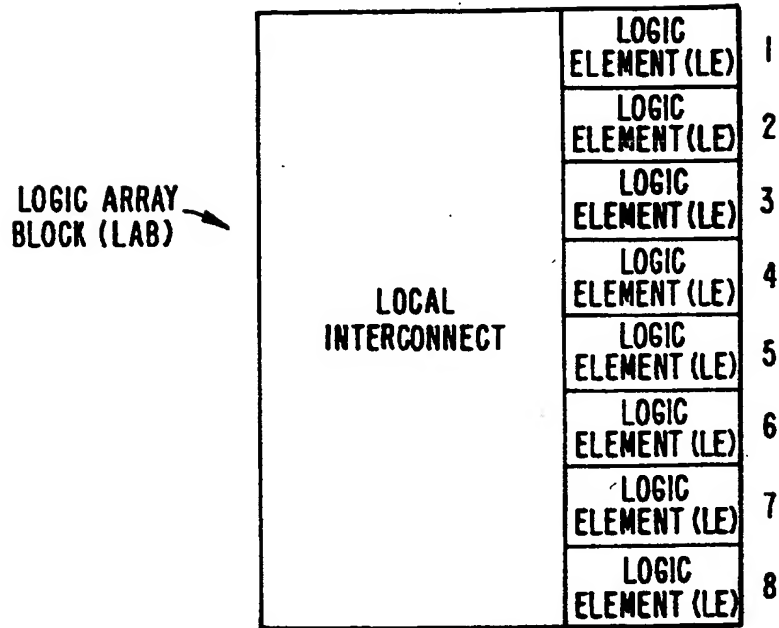 LOGIC
ELEMENT (LE) 1
LOGIC
ELEMENT (LE) 2
LOGIC
ELEMENT (LE) 3
LOGIC ARRAY
BLOCK (LAB)
LOCAL
INTERCONNECT
LOGIC
ELEMENT (LE) 4
LOGIC
ELEMENT (LE) 5
LOGIC
ELEMENT (LE) 6
LOGIC
ELEMENT (LE) 7
LOGIC
ELEMENT (LE) 8